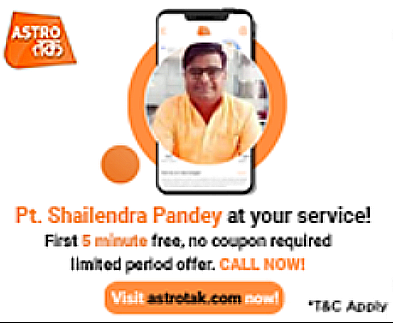 ASTRO
तक
Pt. Shailendra Pandey at your service!
First 5 minute free, no coupon required
limited period offer. CALL NOW!
Visit astrotak.com now!
*T&C Apply